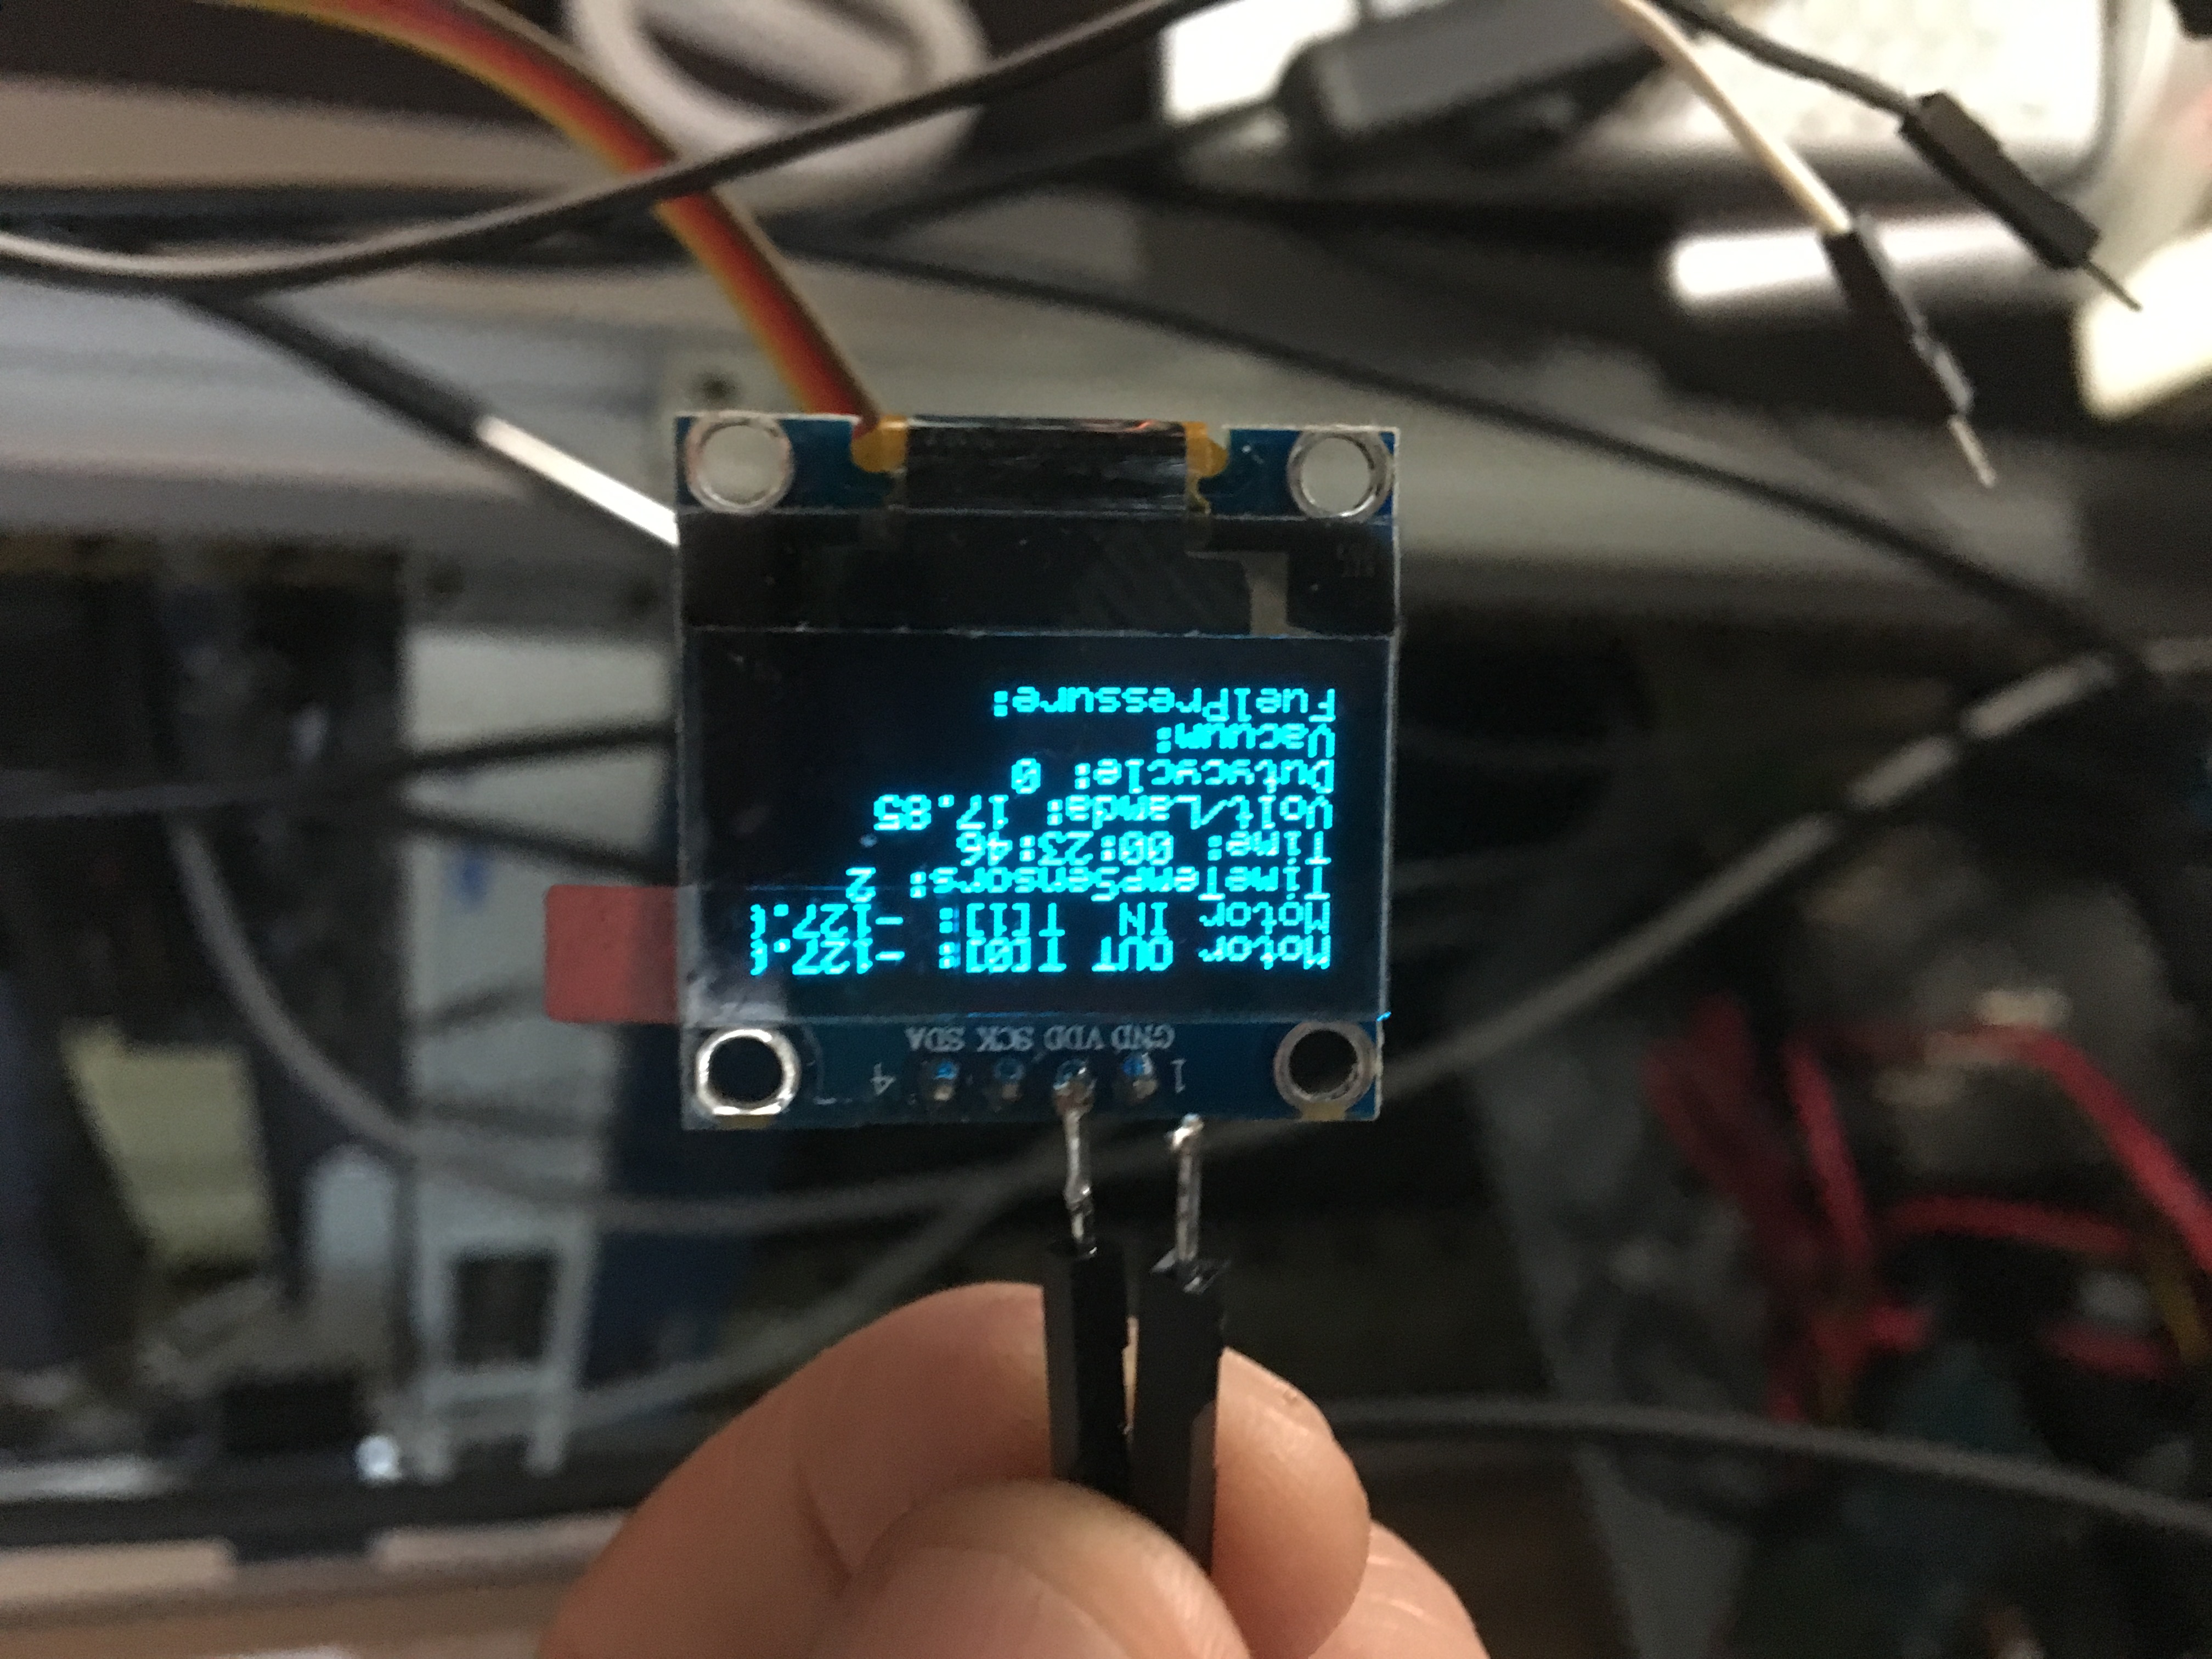 1 4
GND VDD SCK SDA
Motor OUT T[0]: -127.
Motor IN T[1]: -127.
TimeTempSensors: 2
Time: 00:23:46
Volt/Lamda: 17.85
Dutycycle: 0
Vacuum:
FuelPressure: